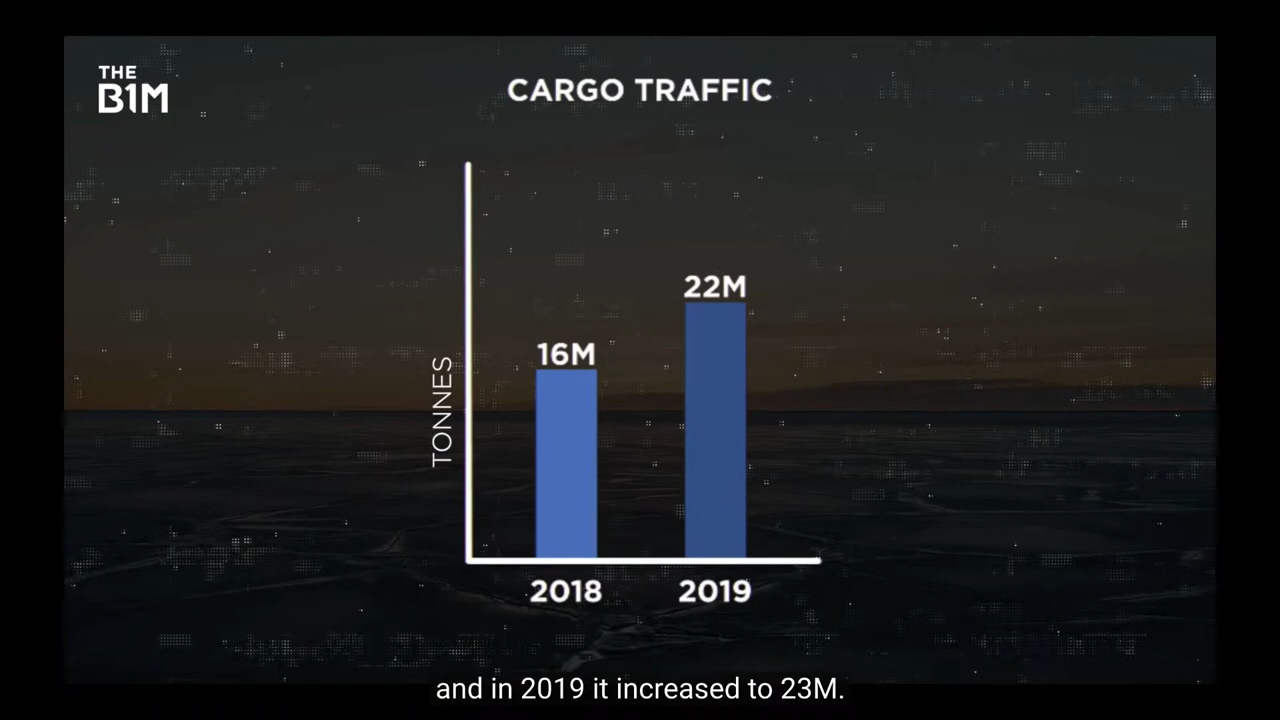 THE
B1M
CARGO TRAFFIC
22M
16M
TONNES
2018 2019
and in 2019 it increased to 23M.